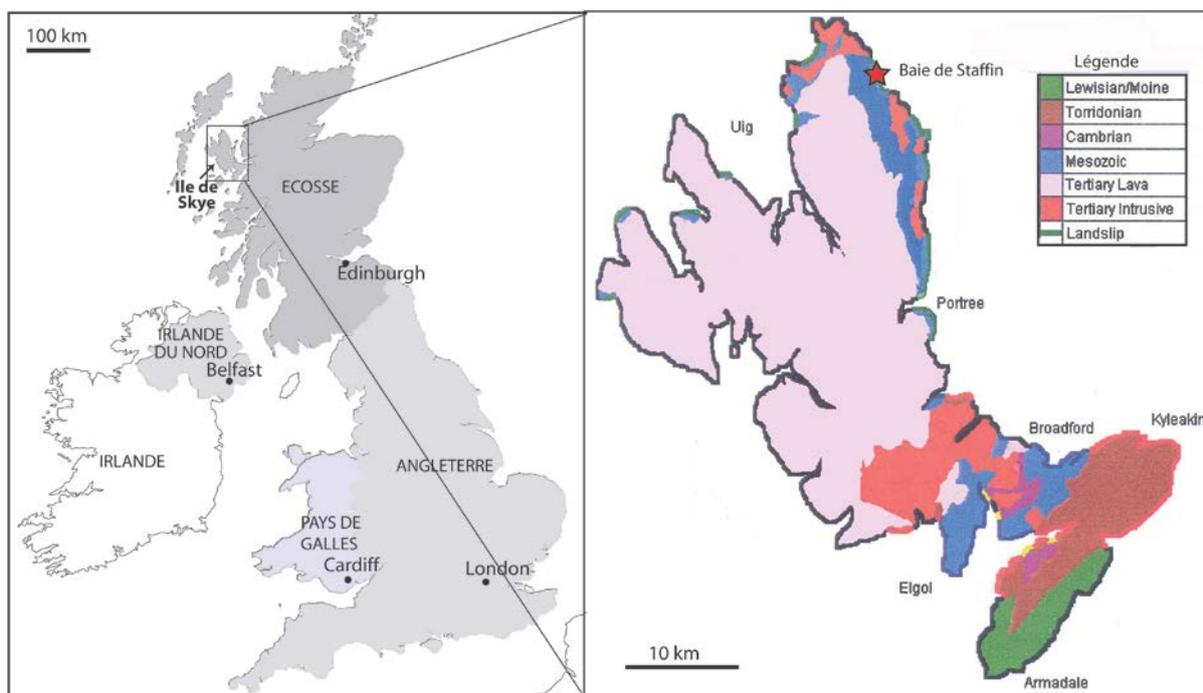 100 km
Ile de
Skye
ECOSSE
Edinburgh
IRLANDE
DU NORD
Belfast
IRLANDE
ANGLETERRE
PAYS DE
GALLES
Cardiff
London
Baie de Staffin
Uig
Portree
Broadford
Kyleakin
Elgol
Armadale
10 km
Légende
Lewisian/Moine
Torridonian
Cambrian
Mesozoic
Tertiary Lava
Tertiary Intrusive
Landslip